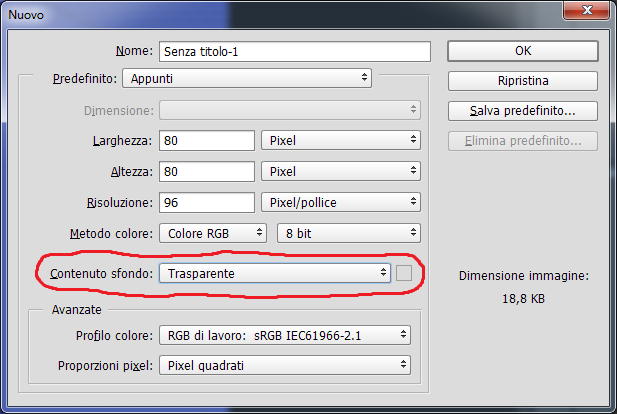 Nuovo
Nome: Senza titolo-1
OK
Predefinito: Appunti
Ripristina
Dimensione:
Salva predefinito...
Larghezza: 80 Pixel
Elimina predefinito...
Altezza: 80 Pixel
Risoluzione: 96 Pixel/pollice
Metodo colore: Colore RGB 8 bit
Contenuto sfondo: Trasparente
Dimensione immagine:
18,8 KB
Avanzate
Profilo colore: RGB di lavoro: sRGB IEC61966-2.1
Proporzioni pixel: Pixel quadrati